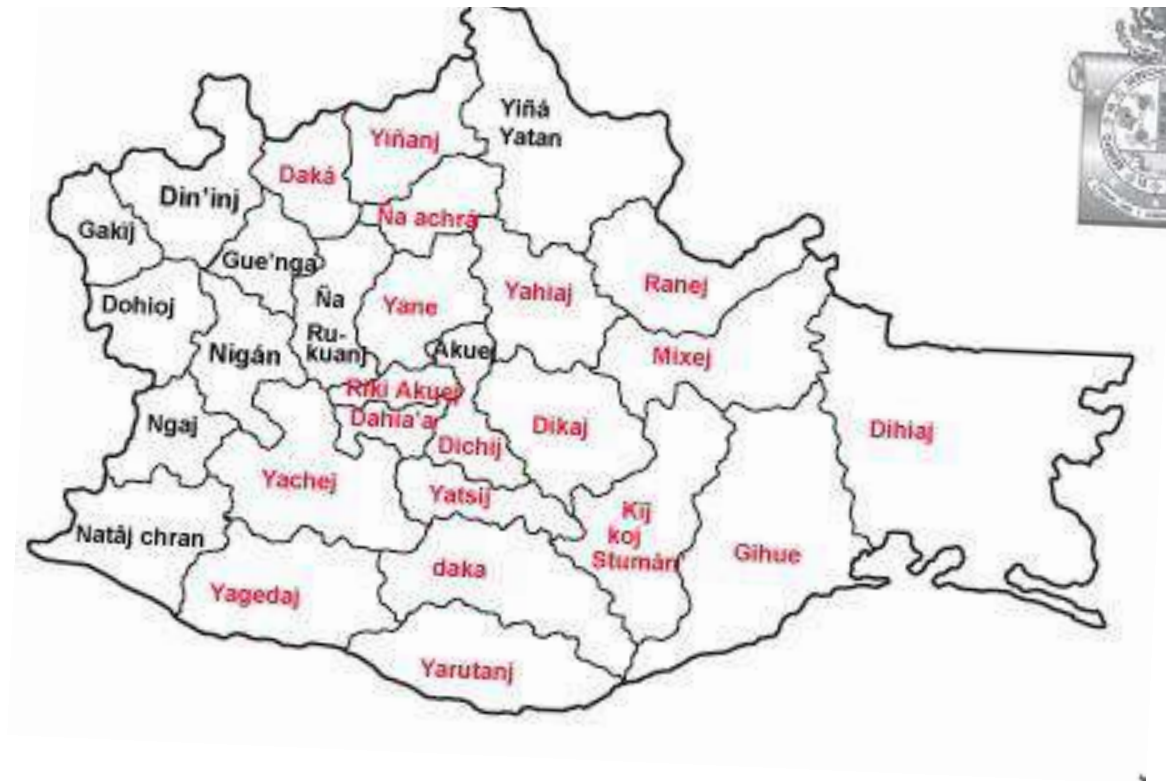 Yiñá
Yatan
Yiñanj
Daká
Din'inj
Ña achrá
Gakij
Gue'nga
Ranej
Yahiaj
Dohioj
Ña
Ru-
kuanj
Yane
Nigán
Akuej
Mixej
Riki Akuej
Dahia'a
Ngaj
Dikaj
Dihiaj
Dichij
Yachej
Yatsij
Kij
koj
Stumán
Natâj chran
Gihue
daka
Yagedaj
Yarutanj